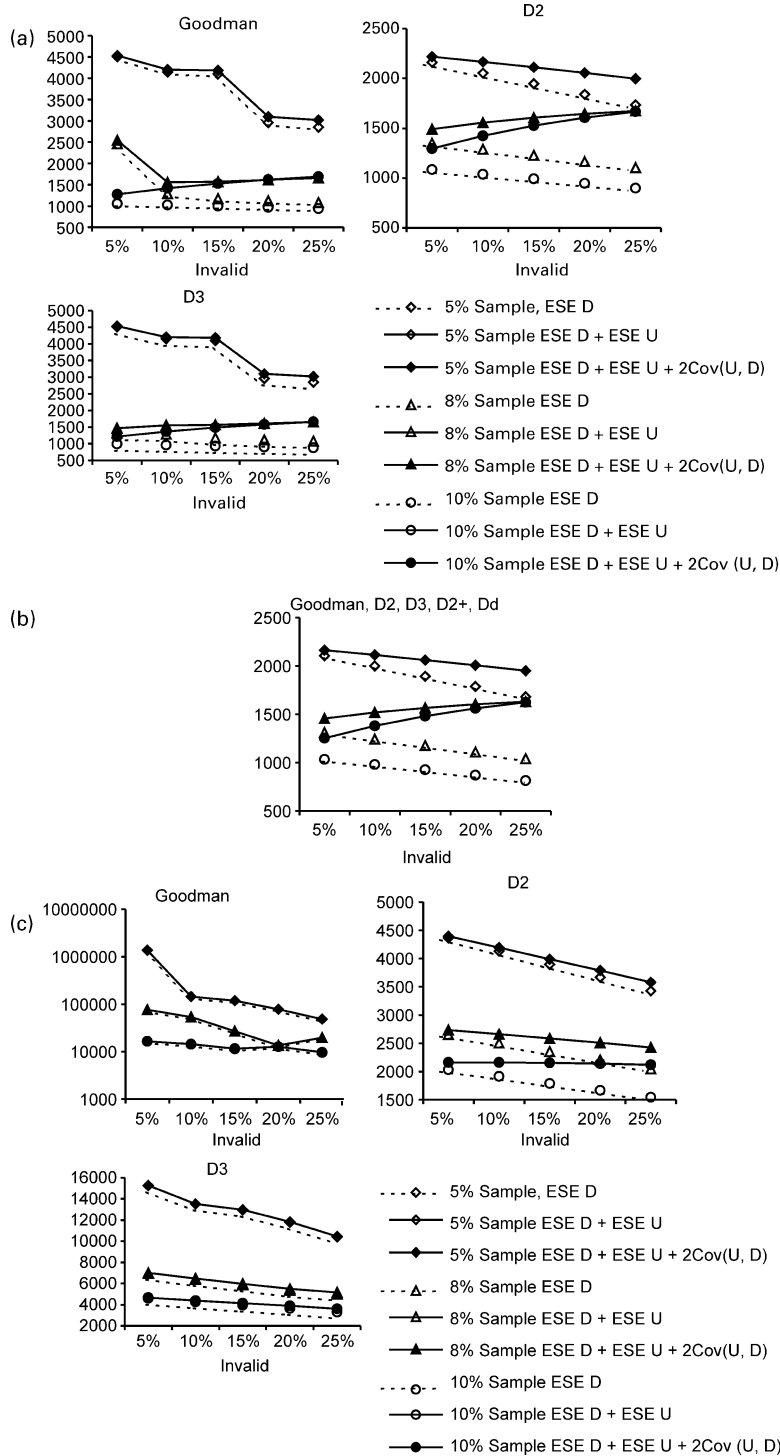 (a)
Goodman
5000
4500
4000
3500
3000
2500
2000
1500
1000
500
5% 10% 15% 20% 25%
Invalid
D2
2500
2000
1500
1000
500
5% 10% 15% 20% 25%
Invalid
D3
5000
4500
4000
3500
3000
2500
2000
1500
1000
500
5% 10% 15% 20% 25%
Invalid
5% Sample, ESE D
5% Sample ESE D + ESE U
5% Sample ESE D + ESE U + 2Cov(U, D)
8% Sample ESE D
8% Sample ESE D + ESE U
8% Sample ESE D + ESE U + 2Cov(U, D)
10% Sample ESE D
10% Sample ESE D + ESE U
10% Sample ESE D + ESE U + 2Cov (U, D)
(b)
Goodman, D2, D3, D2+, Dd
2500
2000
1500
1000
500
5% 10% 15% 20% 25%
Invalid
(c)
Goodman
10000000
1000000
100000
10000
1000
5% 10% 15% 20% 25%
Invalid
D2
5000
4500
4000
3500
3000
2500
2000
1500
5% 10% 15% 20% 25%
Invalid
D3
16000
14000
12000
10000
8000
6000
4000
2000
5% 10% 15% 20% 25%
Invalid
5% Sample, ESE D
5% Sample ESE D + ESE U
5% Sample ESE D + ESE U + 2Cov(U, D)
8% Sample ESE D
8% Sample ESE D + ESE U
8% Sample ESE D + ESE U + 2Cov(U, D)
10% Sample ESE D
10% Sample ESE D + ESE U
10% Sample ESE D + ESE U + 2Cov (U, D)